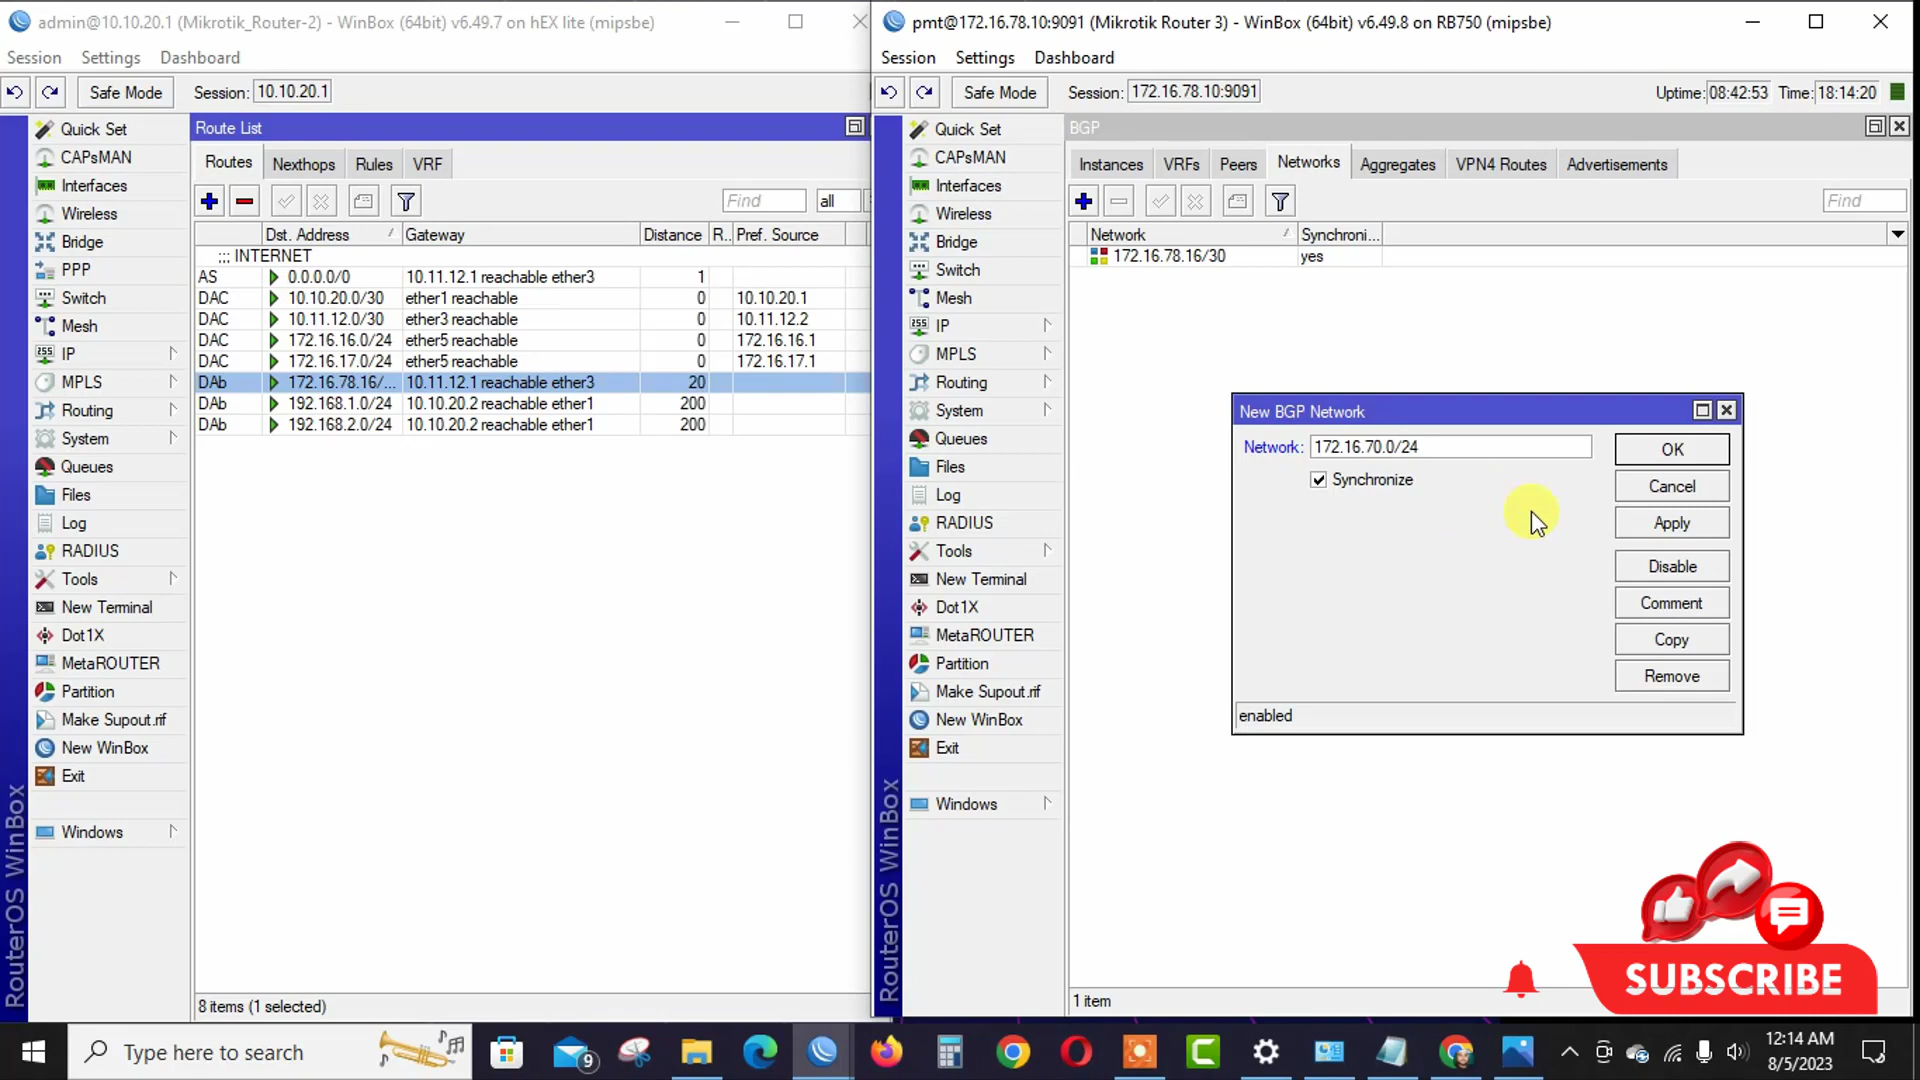 admin@10.10.20.1 (Mikrotik_Router-2) - WinBox (64bit) v6.49.7 on hEX lite (mipsbe)
Session Settings Dashboard
Safe Mode Session: 10.10.20.1
Quick Set
CAPsMAN
Interfaces
Wireless
Bridge
PPP
Switch
Mesh
IP
MPLS
Routing
System
Queues
Files
Log
RADIUS
Tools
New Terminal
Dot1X
MetaROUTER
Partition
Make Supout.rif
New WinBox
Exit
Windows
RouterOS WinBox
Route List
Routes Nexthops Rules VRF
Find all
Dst. Address Gateway Distance R.. Pref. Source
;;; INTERNET
AS 0.0.0.0/0 10.11.12.1 reachable ether3 1
DAC 10.10.20.0/30 ether1 reachable 0 10.10.20.1
DAC 10.11.12.0/30 ether3 reachable 0 10.11.12.2
DAC 172.16.16.0/24 ether5 reachable 0 172.16.16.1
DAC 172.16.17.0/24 ether5 reachable 0 172.16.17.1
DAb 172.16.78.16/... 10.11.12.1 reachable ether3 20
DAb 192.168.1.0/24 10.10.20.2 reachable ether1 200
DAb 192.168.2.0/24 10.10.20.2 reachable ether1 200
8 items (1 selected)
pmt@172.16.78.10:9091 (Mikrotik Router 3) - WinBox (64bit) v6.49.8 on RB750 (mipsbe)
Session Settings Dashboard
Safe Mode Session: 172.16.78.10:9091 Uptime: 08:42:53 Time: 18:14:20
Quick Set
CAPsMAN
Interfaces
Wireless
Bridge
Switch
Mesh
IP
MPLS
Routing
System
Queues
Files
Log
RADIUS
Tools
New Terminal
Dot1X
MetaROUTER
Partition
Make Supout.rif
New WinBox
Exit
Windows
RouterOS WinBox
BGP
Instances VRFs Peers Networks Aggregates VPN4 Routes Advertisements
Find
Network Synchroni...
172.16.78.16/30 yes
New BGP Network
Network: 172.16.70.0/24
Synchronize
OK
Cancel
Apply
Disable
Comment
Copy
Remove
enabled
1 item
SUBSCRIBE
Type here to search
9
12:14 AM
8/5/2023